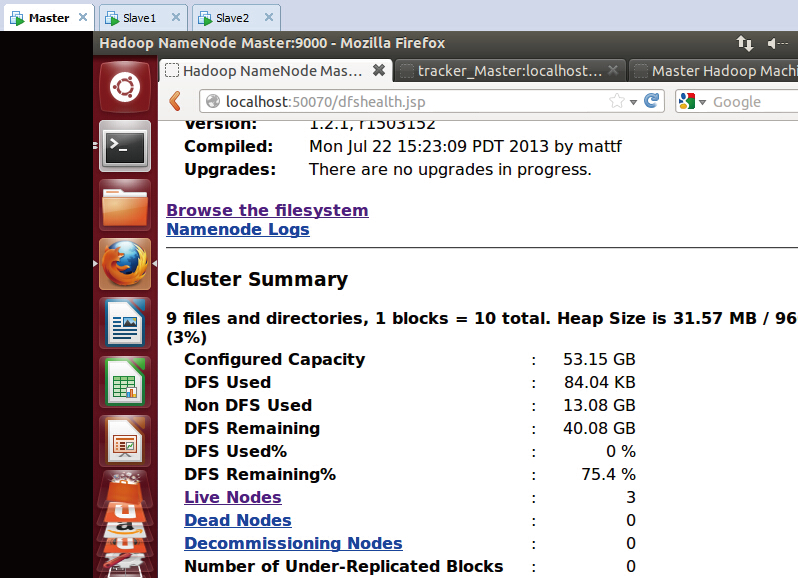 Master Slave1 Slave2
Hadoop NameNode Master:9000 - Mozilla Firefox
Hadoop NameNode Mas... tracker_Master:localhost... Master Hadoop Machi
localhost:50070/dfshealth.jsp Google
Version: 1.2.1, r1503152
Compiled: Mon Jul 22 15:23:09 PDT 2013 by mattf
Upgrades: There are no upgrades in progress.
Browse the filesystem
Namenode Logs
Cluster Summary
9 files and directories, 1 blocks = 10 total. Heap Size is 31.57 MB / 96
(3%)
Configured Capacity : 53.15 GB
DFS Used : 84.04 KB
Non DFS Used : 13.08 GB
DFS Remaining : 40.08 GB
DFS Used% : 0 %
DFS Remaining% : 75.4 %
Live Nodes : 3
Dead Nodes : 0
Decommissioning Nodes : 0
Number of Under-Replicated Blocks : 0